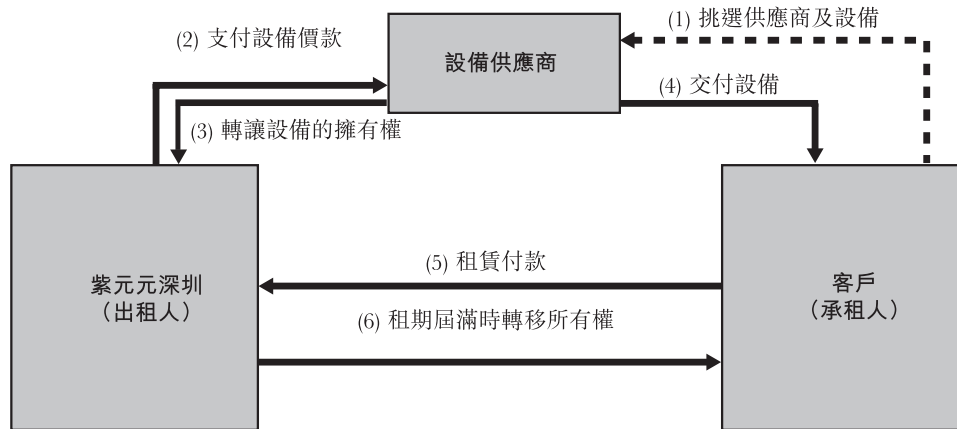 (1) 挑選供應商及設備
(2) 支付設備價款
設備供應商
(4) 交付設備
(3) 轉讓設備的擁有權
(5) 租賃付款
紫元元深圳
（出租人）
客戶
（承租人）
(6) 租期屆滿時轉移所有權